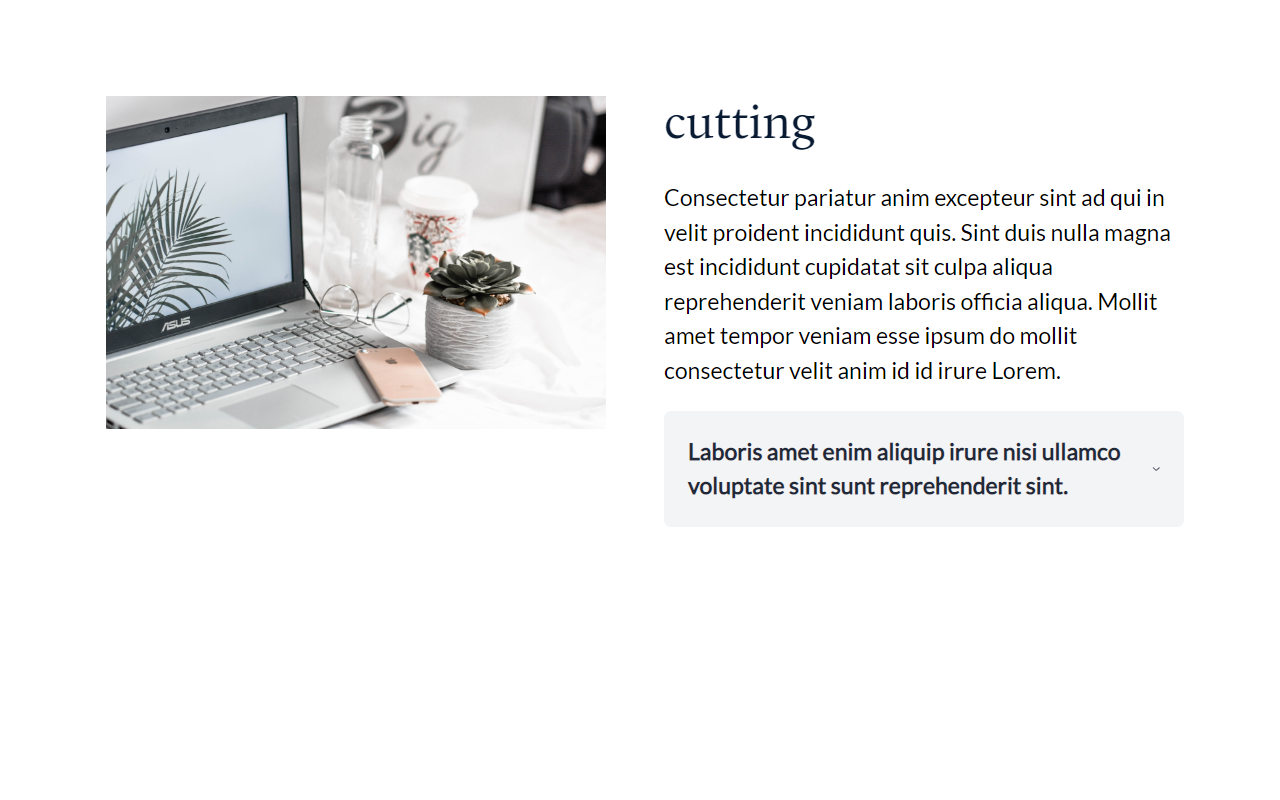 ig
ASUS
cutting
Consectetur pariatur anim excepteur sint ad qui in
velit proident incididunt quis. Sint duis nulla magna
est incididunt cupidatat sit culpa aliqua
reprehenderit veniam laboris officia aliqua. Mollit
amet tempor veniam esse ipsum do mollit
consectetur velit anim id id irure Lorem.
Laboris amet enim aliquip irure nisi ullamco
voluptate sint sunt reprehenderit sint.